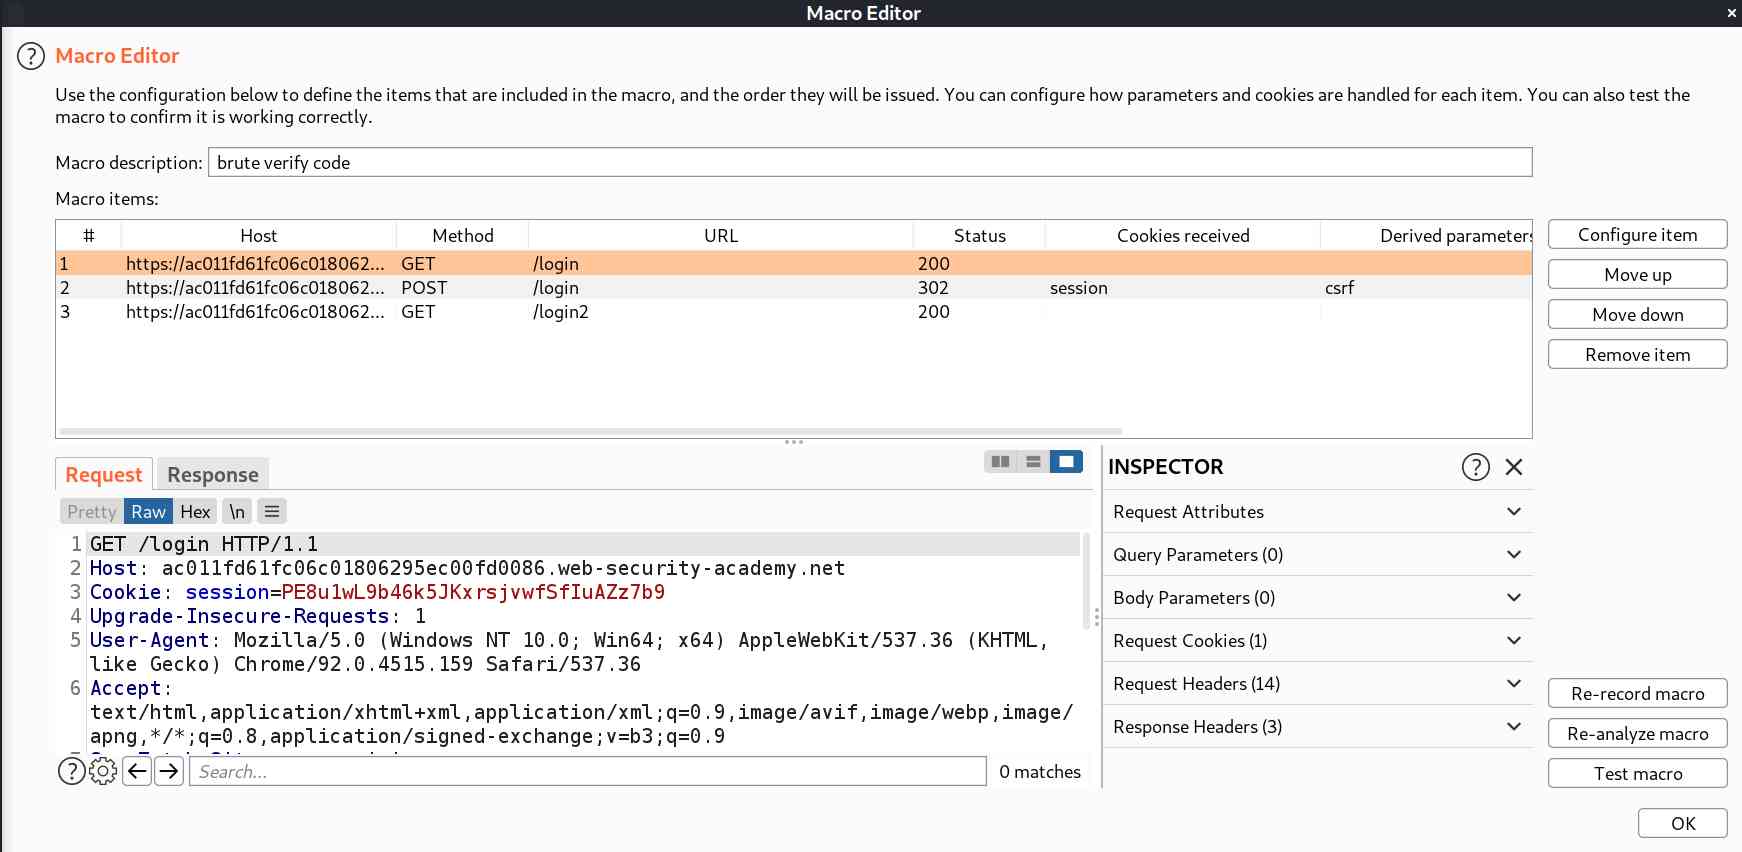 Macro Editor
×
? Macro Editor
Use the configuration below to define the items that are included in the macro, and the order they will be issued. You can configure how parameters and cookies are handled for each item. You can also test the
macro to confirm it is working correctly.
Macro description: brute verify code
Macro items:
# Host Method URL Status Cookies received Derived parameters
1 https://ac011fd61fc06c018062... GET /login 200
2 https://ac011fd61fc06c018062... POST /login 302 session csrf
3 https://ac011fd61fc06c018062... GET /login2 200
Configure item
Move up
Move down
Remove item
Request Response
Pretty Raw Hex \n
1 GET /login HTTP/1.1
2 Host: ac011fd61fc06c01806295ec00fd0086.web-security-academy.net
3 Cookie: session=PE8u1wL9b46k5JKxrsjvwfSfIuAZz7b9
4 Upgrade-Insecure-Requests: 1
5 User-Agent: Mozilla/5.0 (Windows NT 10.0; Win64; x64) AppleWebKit/537.36 (KHTML,
like Gecko) Chrome/92.0.4515.159 Safari/537.36
6 Accept:
text/html,application/xhtml+xml,application/xml;q=0.9,image/avif,image/webp,image/
apng,*/*;q=0.8,application/signed-exchange;v=b3;q=0.9
? Search... 0 matches
INSPECTOR ?
Request Attributes
Query Parameters (0)
Body Parameters (0)
Request Cookies (1)
Request Headers (14)
Response Headers (3)
Re-record macro
Re-analyze macro
Test macro
OK